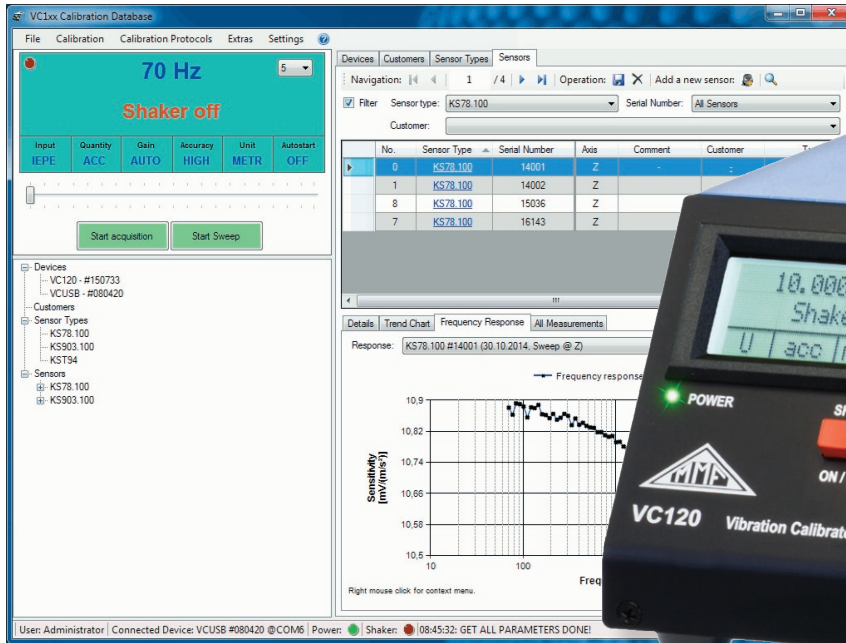 VC1xx Calibration Database
File Calibration Calibration Protocols Extras Settings
70 Hz
5
Shaker off
Input Quantity Gain Accuracy Unit Autostart
IEPE ACC AUTO HIGH METR OFF
Start acquisition Start Sweep
Devices
VC120 - #150733
VCUSB - #080420
Customers
Sensor Types
KS78.100
KS903.100
KST94
Sensors
KS78.100
KS903.100
Devices Customers Sensor Types Sensors
Navigation: 1 / 4 Operation: Add a new sensor:
Filter Sensor type: KS78.100 Serial Number: All Sensors
Customer:
No. Sensor Type Serial Number Axis Comment Customer
0 KS78.100 14001 Z - -
1 KS78.100 14002 Z
8 KS78.100 15036 Z
7 KS78.100 16143 Z
Details Trend Chart Frequency Response All Measurements
Response: KS78.100 #14001 (30.10.2014, Sweep @ Z)
Frequency respons
10,9
10,82
10,74
10,66
10,58
10,5
Sensitivity
[mV/(m/s²)]
10 100
Freq
Right mouse click for context menu.
User: Administrator Connected Device: VCUSB #080420 @COM6 Power: Shaker: 08:45:32: GET ALL PARAMETERS DONE!
10.000
Shake
U acc
POWER
ON /
MMF
VC120 Vibration Calibrato